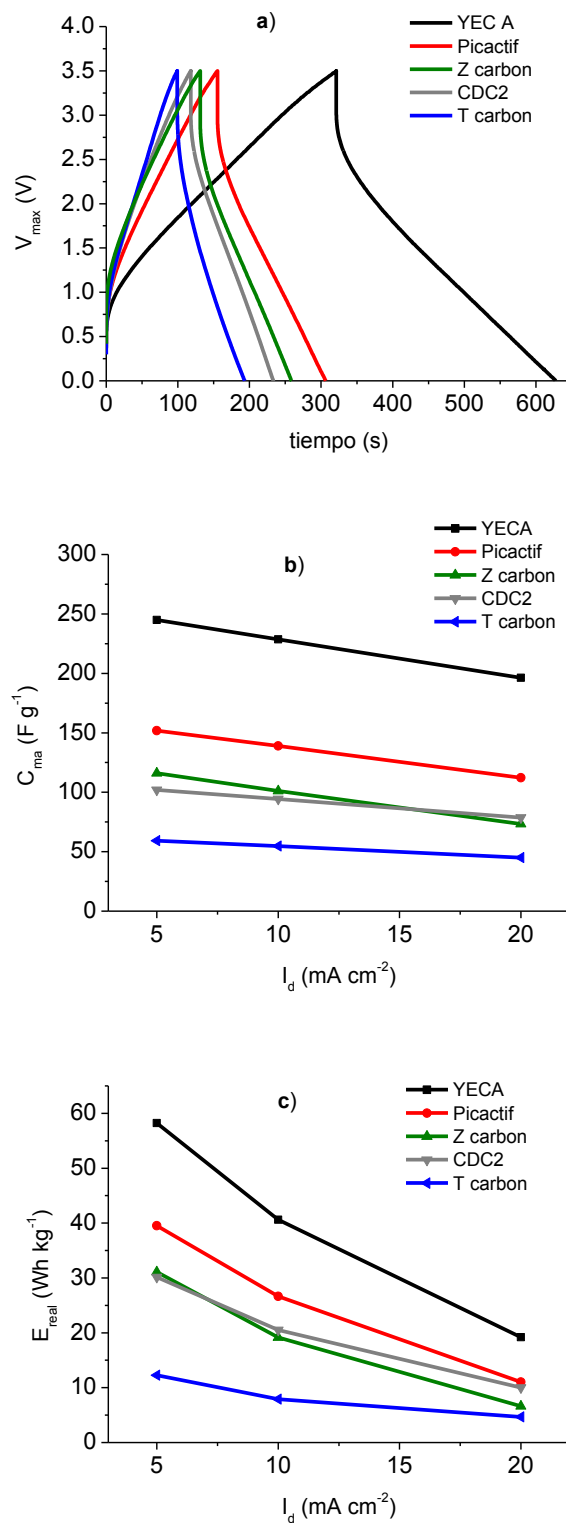 a)
YEC A
Picactif
Z carbon
CDC2
T carbon
4.0
3.5
3.0
2.5
2.0
1.5
1.0
0.5
0.0
V_max (V)
0 100 200 300 400 500 600
tiempo (s)
b)
YECA
Picactif
Z carbon
CDC2
T carbon
300
250
200
150
100
50
0
C_ma (F g^-1)
5 10 15 20
I_d (mA cm^-2)
c)
YECA
Picactif
Z carbon
CDC2
T carbon
60
50
40
30
20
10
0
E_real (Wh kg^-1)
5 10 15 20
I_d (mA cm^-2)